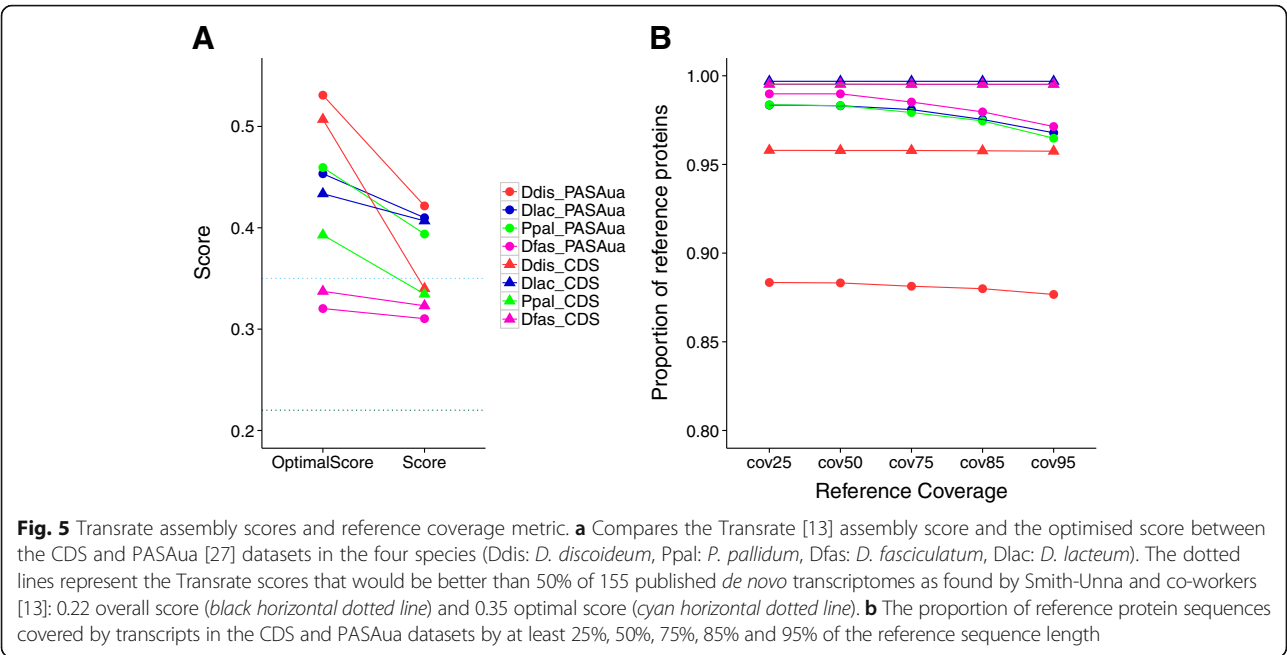 A
B
Score
0.5
0.4
0.3
0.2
OptimalScore
Score
Ddis_PASAua
Dlac_PASAua
Ppal_PASAua
Dfas_PASAua
Ddis_CDS
Dlac_CDS
Ppal_CDS
Dfas_CDS
Proportion of reference proteins
1.00
0.95
0.90
0.85
0.80
cov25
cov50
cov75
cov85
cov95
Reference Coverage
Fig. 5 Transrate assembly scores and reference coverage metric. a Compares the Transrate [13] assembly score and the optimised score between
the CDS and PASAua [27] datasets in the four species (Ddis: D. discoideum, Ppal: P. pallidum, Dfas: D. fasciculatum, Dlac: D. lacteum). The dotted
lines represent the Transrate scores that would be better than 50% of 155 published de novo transcriptomes as found by Smith-Unna and co-workers
[13]: 0.22 overall score (black horizontal dotted line) and 0.35 optimal score (cyan horizontal dotted line). b The proportion of reference protein sequences
covered by transcripts in the CDS and PASAua datasets by at least 25%, 50%, 75%, 85% and 95% of the reference sequence length